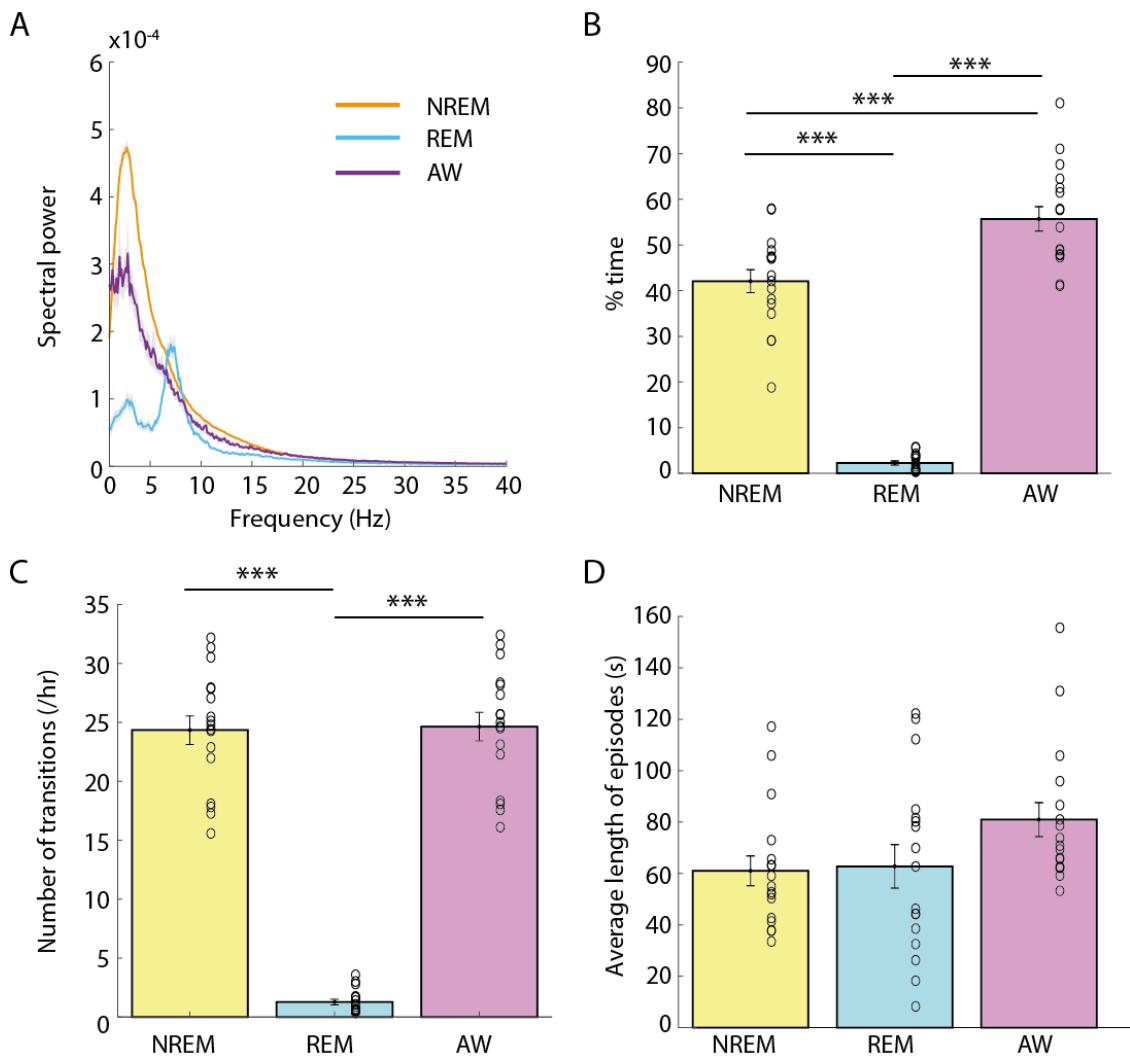 A
x10-4
6
5
4
3
2
1
0
Spectral power
NREM
REM
AW
0 5 10 15 20 25 30 35 40
Frequency (Hz)
B
90
80
70
60
50
40
30
20
10
0
% time
***
***
***
NREM REM AW
C
35
30
25
20
15
10
5
0
Number of transitions (/hr)
***
***
NREM REM AW
D
160
140
120
100
80
60
40
20
0
Average length of episodes (s)
NREM REM AW